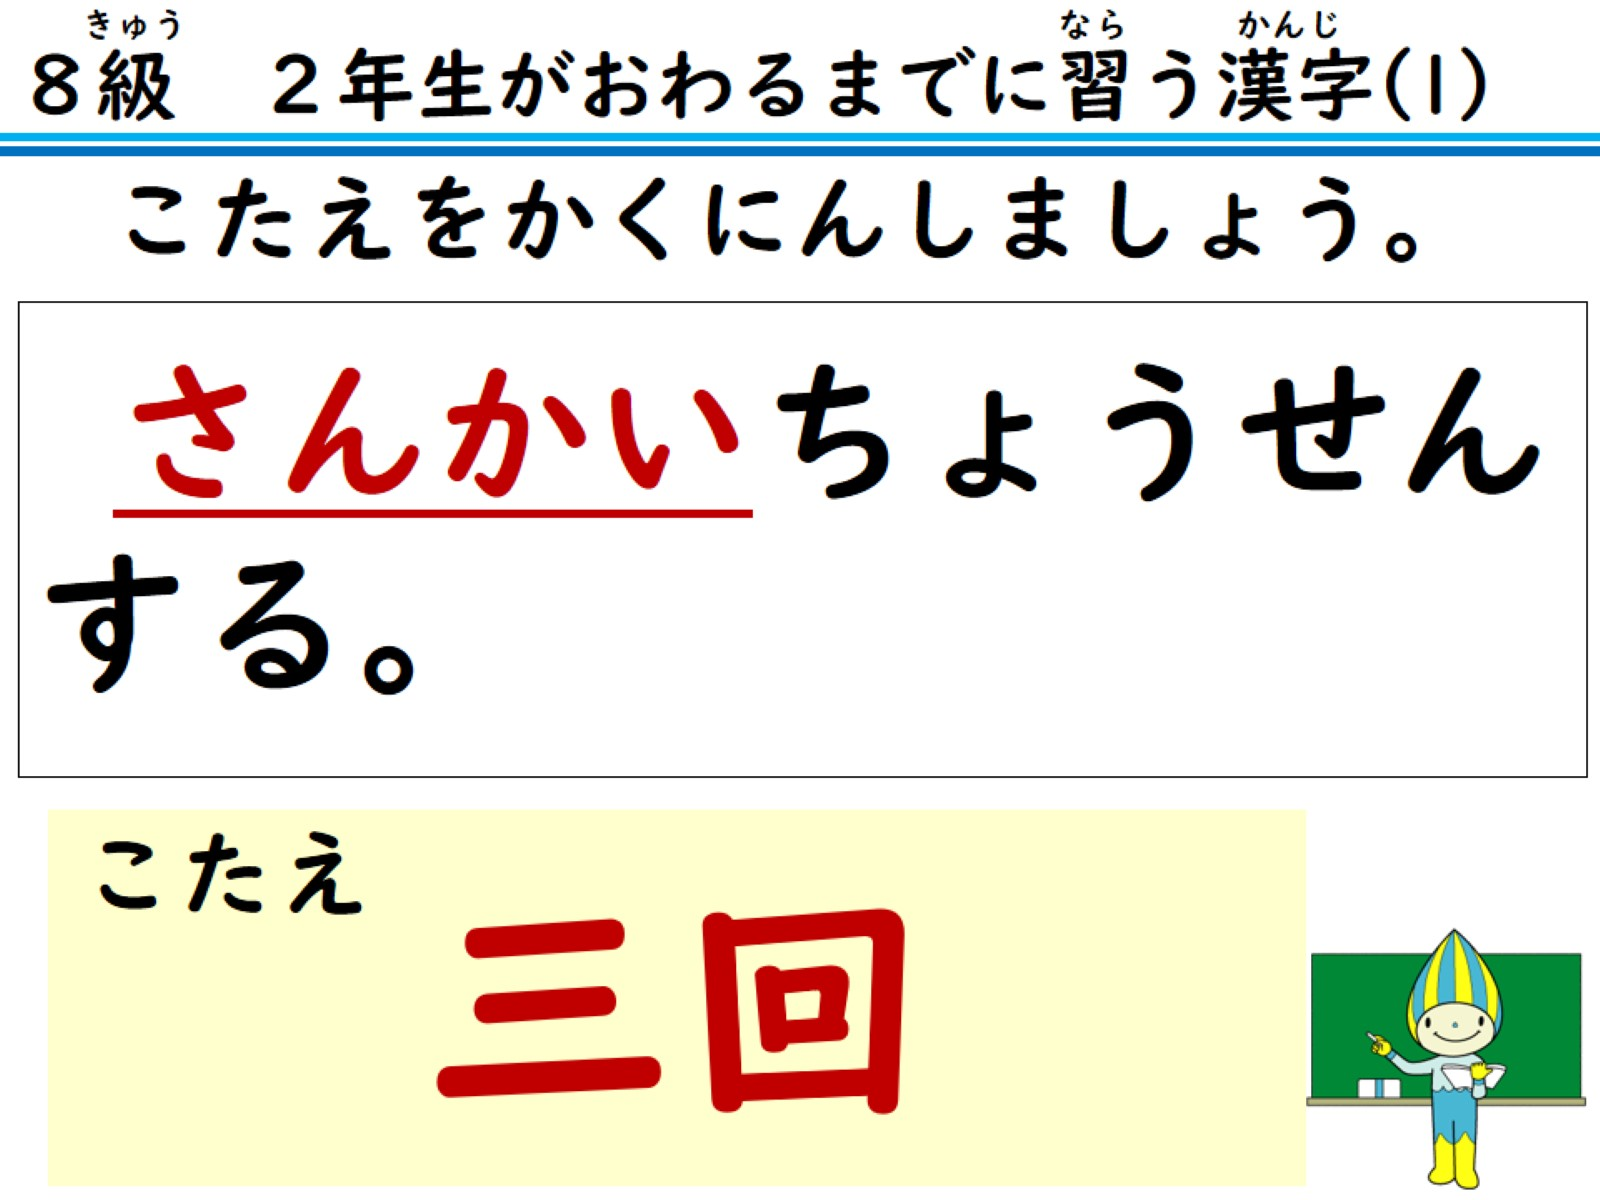 きゅう なら かんじ
8級 2年生がおわるまでに習う漢字(1)
こたえをかくにんしましょう。
さんかいちょうせん
する。
こたえ
三回